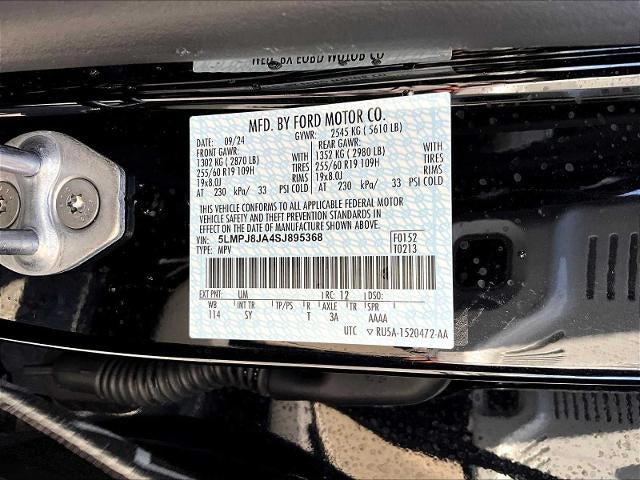 MFD. BY FORD MOTOR CO.
MFD. BY FORD MOTOR CO.
DATE: 09/24 GVWR: 2545 KG ( 5610 LB)
FRONT GAWR: REAR GAWR:
1302 KG ( 2870 LB) WITH 1352 KG ( 2980 LB) WITH
255/60 R19 109H TIRES 255/60 R19 109H TIRES
19x8.0J RIMS 19x8.0J RIMS
AT 230 kPa/ 33 PSI COLD AT 230 kPa/ 33 PSI COLD
THIS VEHICLE CONFORMS TO ALL APPLICABLE FEDERAL MOTOR
VEHICLE SAFETY AND THEFT PREVENTION STANDARDS IN
EFFECT ON THE DATE OF MANUFACTURE SHOWN ABOVE.
VIN: 5LMPJ8JA4SJ895368 F0152
TYPE: MPV T0213
EXT PNT: UM RC: 12 DSO:
WB INT TR TP/PS R AXLE TR SPR
114 SY T 3A AAAA
UTC ▽ RU5A-1520472-AA